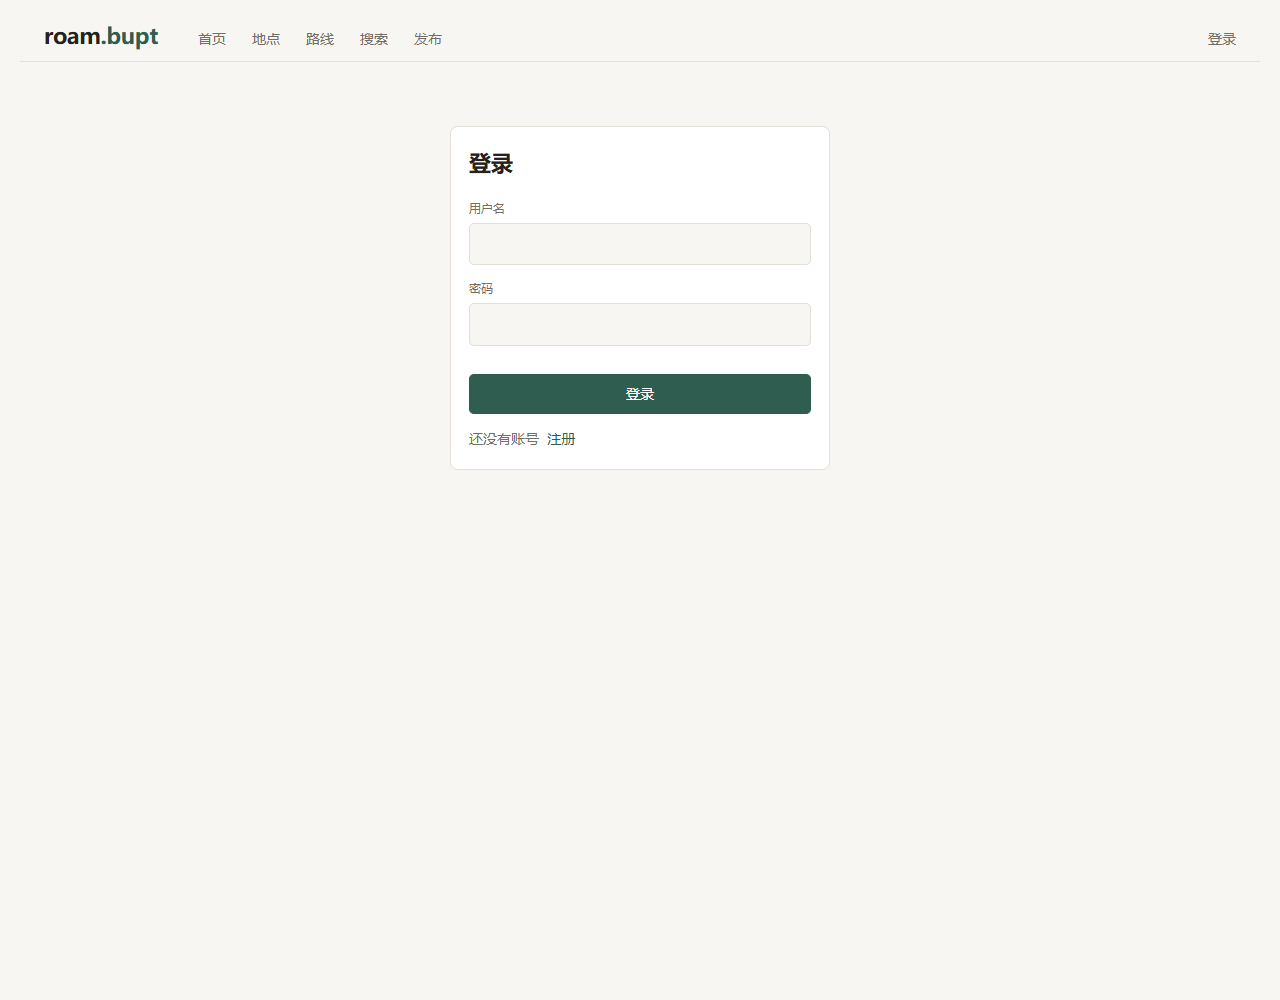 roam.bupt 首页 地点 路线 搜索 发布 登录
登录
用户名
密码
登录
还没有账号 注册